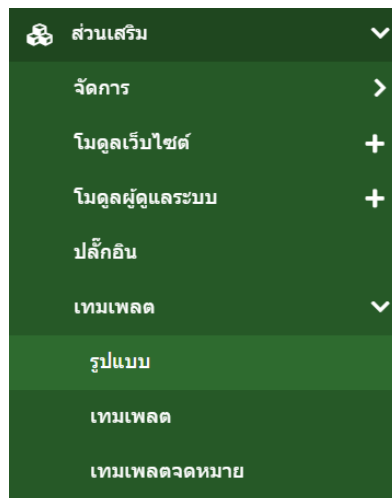 ส่วนเสริม
จัดการ
โมดูลเว็บไซต์
โมดูลผู้ดูแลระบบ
ปลั๊กอิน
เทมเพลต
รูปแบบ
เทมเพลต
เทมเพลตจดหมาย